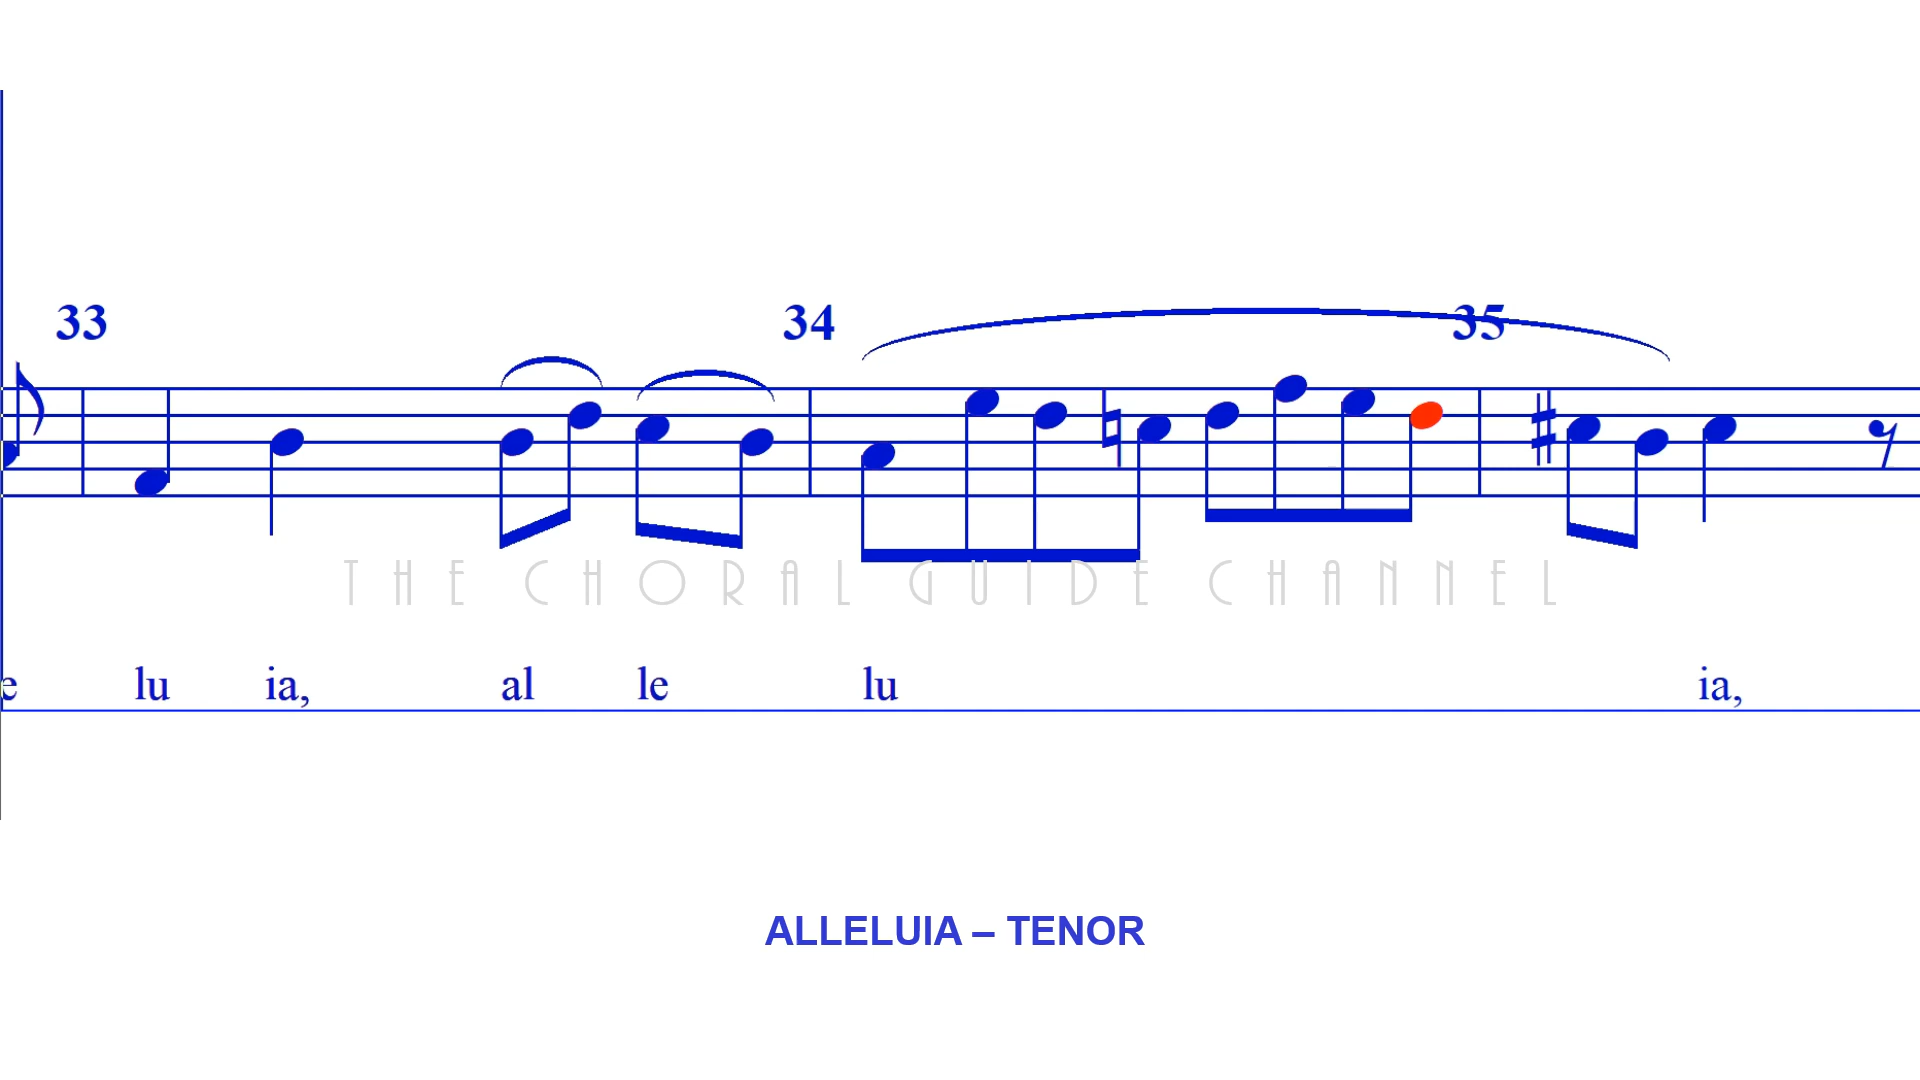 33 34 35
THE CHORAL GUIDE CHANNEL
e lu ia, al le lu ia,
ALLELUIA – TENOR